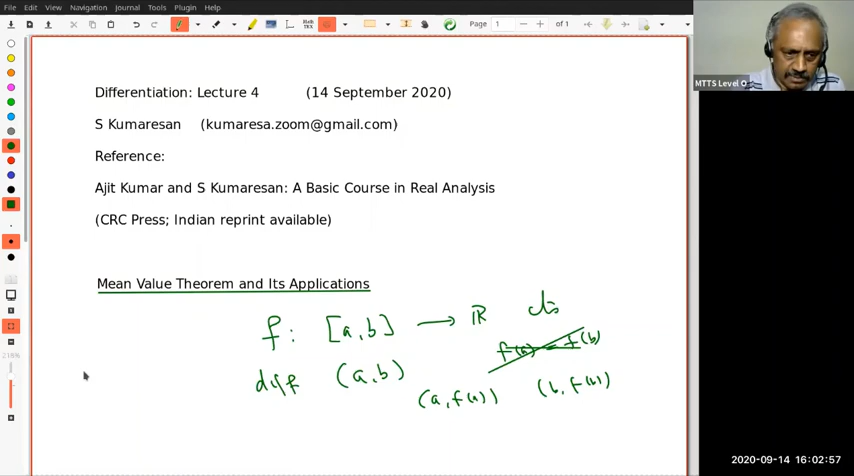 File Edit View Navigation Journal Tools Plugin Help
Page 1 of 1
MTTS Level O
Differentiation: Lecture 4 (14 September 2020)
S Kumaresan (kumaresa.zoom@gmail.com)
Reference:
Ajit Kumar and S Kumaresan: A Basic Course in Real Analysis
(CRC Press; Indian reprint available)
Mean Value Theorem and Its Applications
f: [a,b] → ℝ cts
f(a) = f(b)
diff (a,b)
(a, f(a)) (b, f(b))
218%
2020-09-14 16:02:57